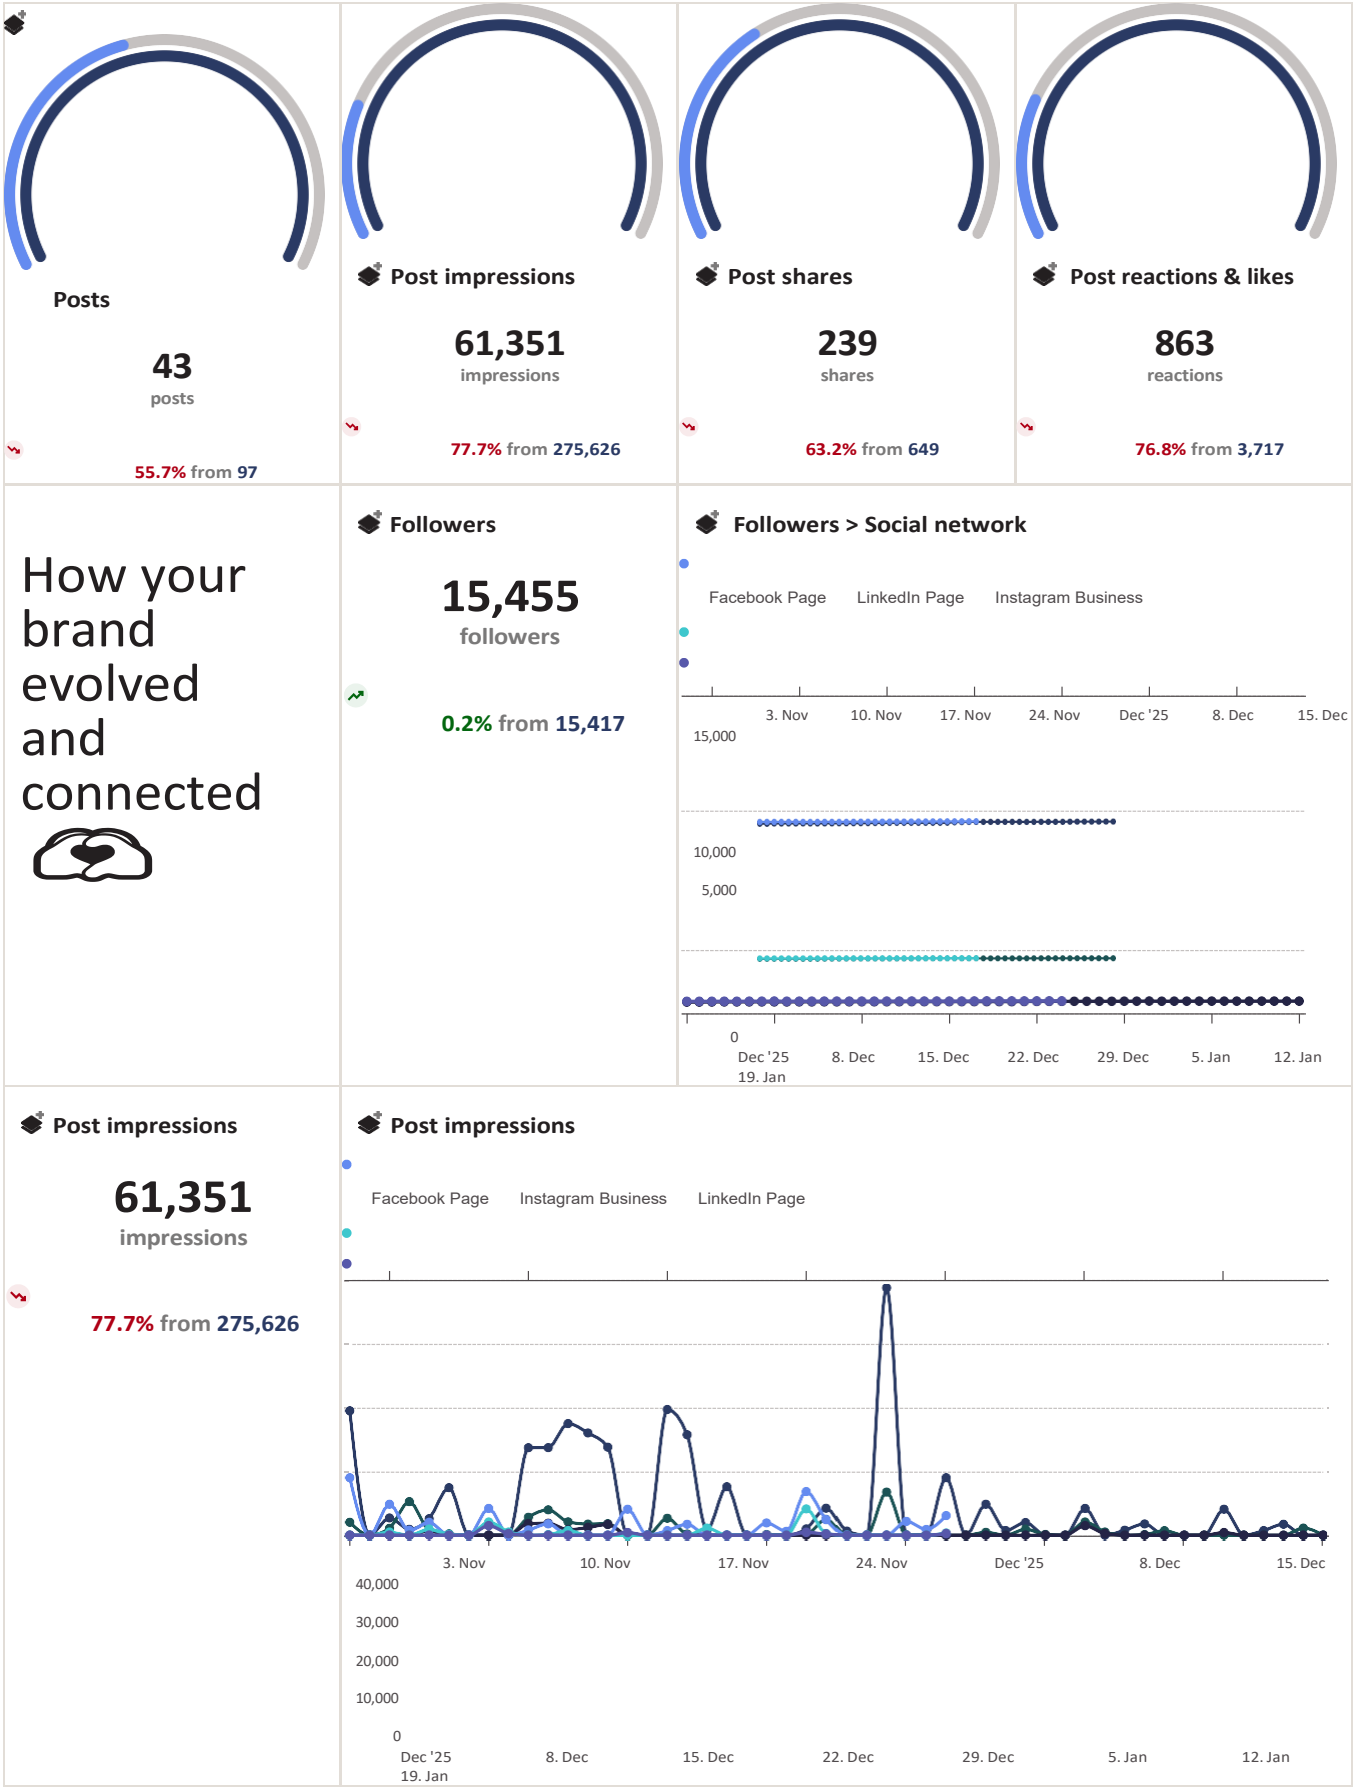 Posts
43
posts
55.7% from 97
Post impressions
61,351
impressions
77.7% from 275,626
Post shares
239
shares
63.2% from 649
Post reactions & likes
863
reactions
76.8% from 3,717
How your
brand
evolved
and
connected
Followers
15,455
followers
0.2% from 15,417
Followers > Social network
Facebook Page LinkedIn Page Instagram Business
3. Nov 10. Nov 17. Nov 24. Nov Dec '25 8. Dec 15. Dec
15,000
10,000
5,000
0
Dec '25 8. Dec 15. Dec 22. Dec 29. Dec 5. Jan 12. Jan
19. Jan
Post impressions
61,351
impressions
77.7% from 275,626
Post impressions
Facebook Page Instagram Business LinkedIn Page
3. Nov 10. Nov 17. Nov 24. Nov Dec '25 8. Dec 15. Dec
40,000
30,000
20,000
10,000
0
Dec '25 8. Dec 15. Dec 22. Dec 29. Dec 5. Jan 12. Jan
19. Jan